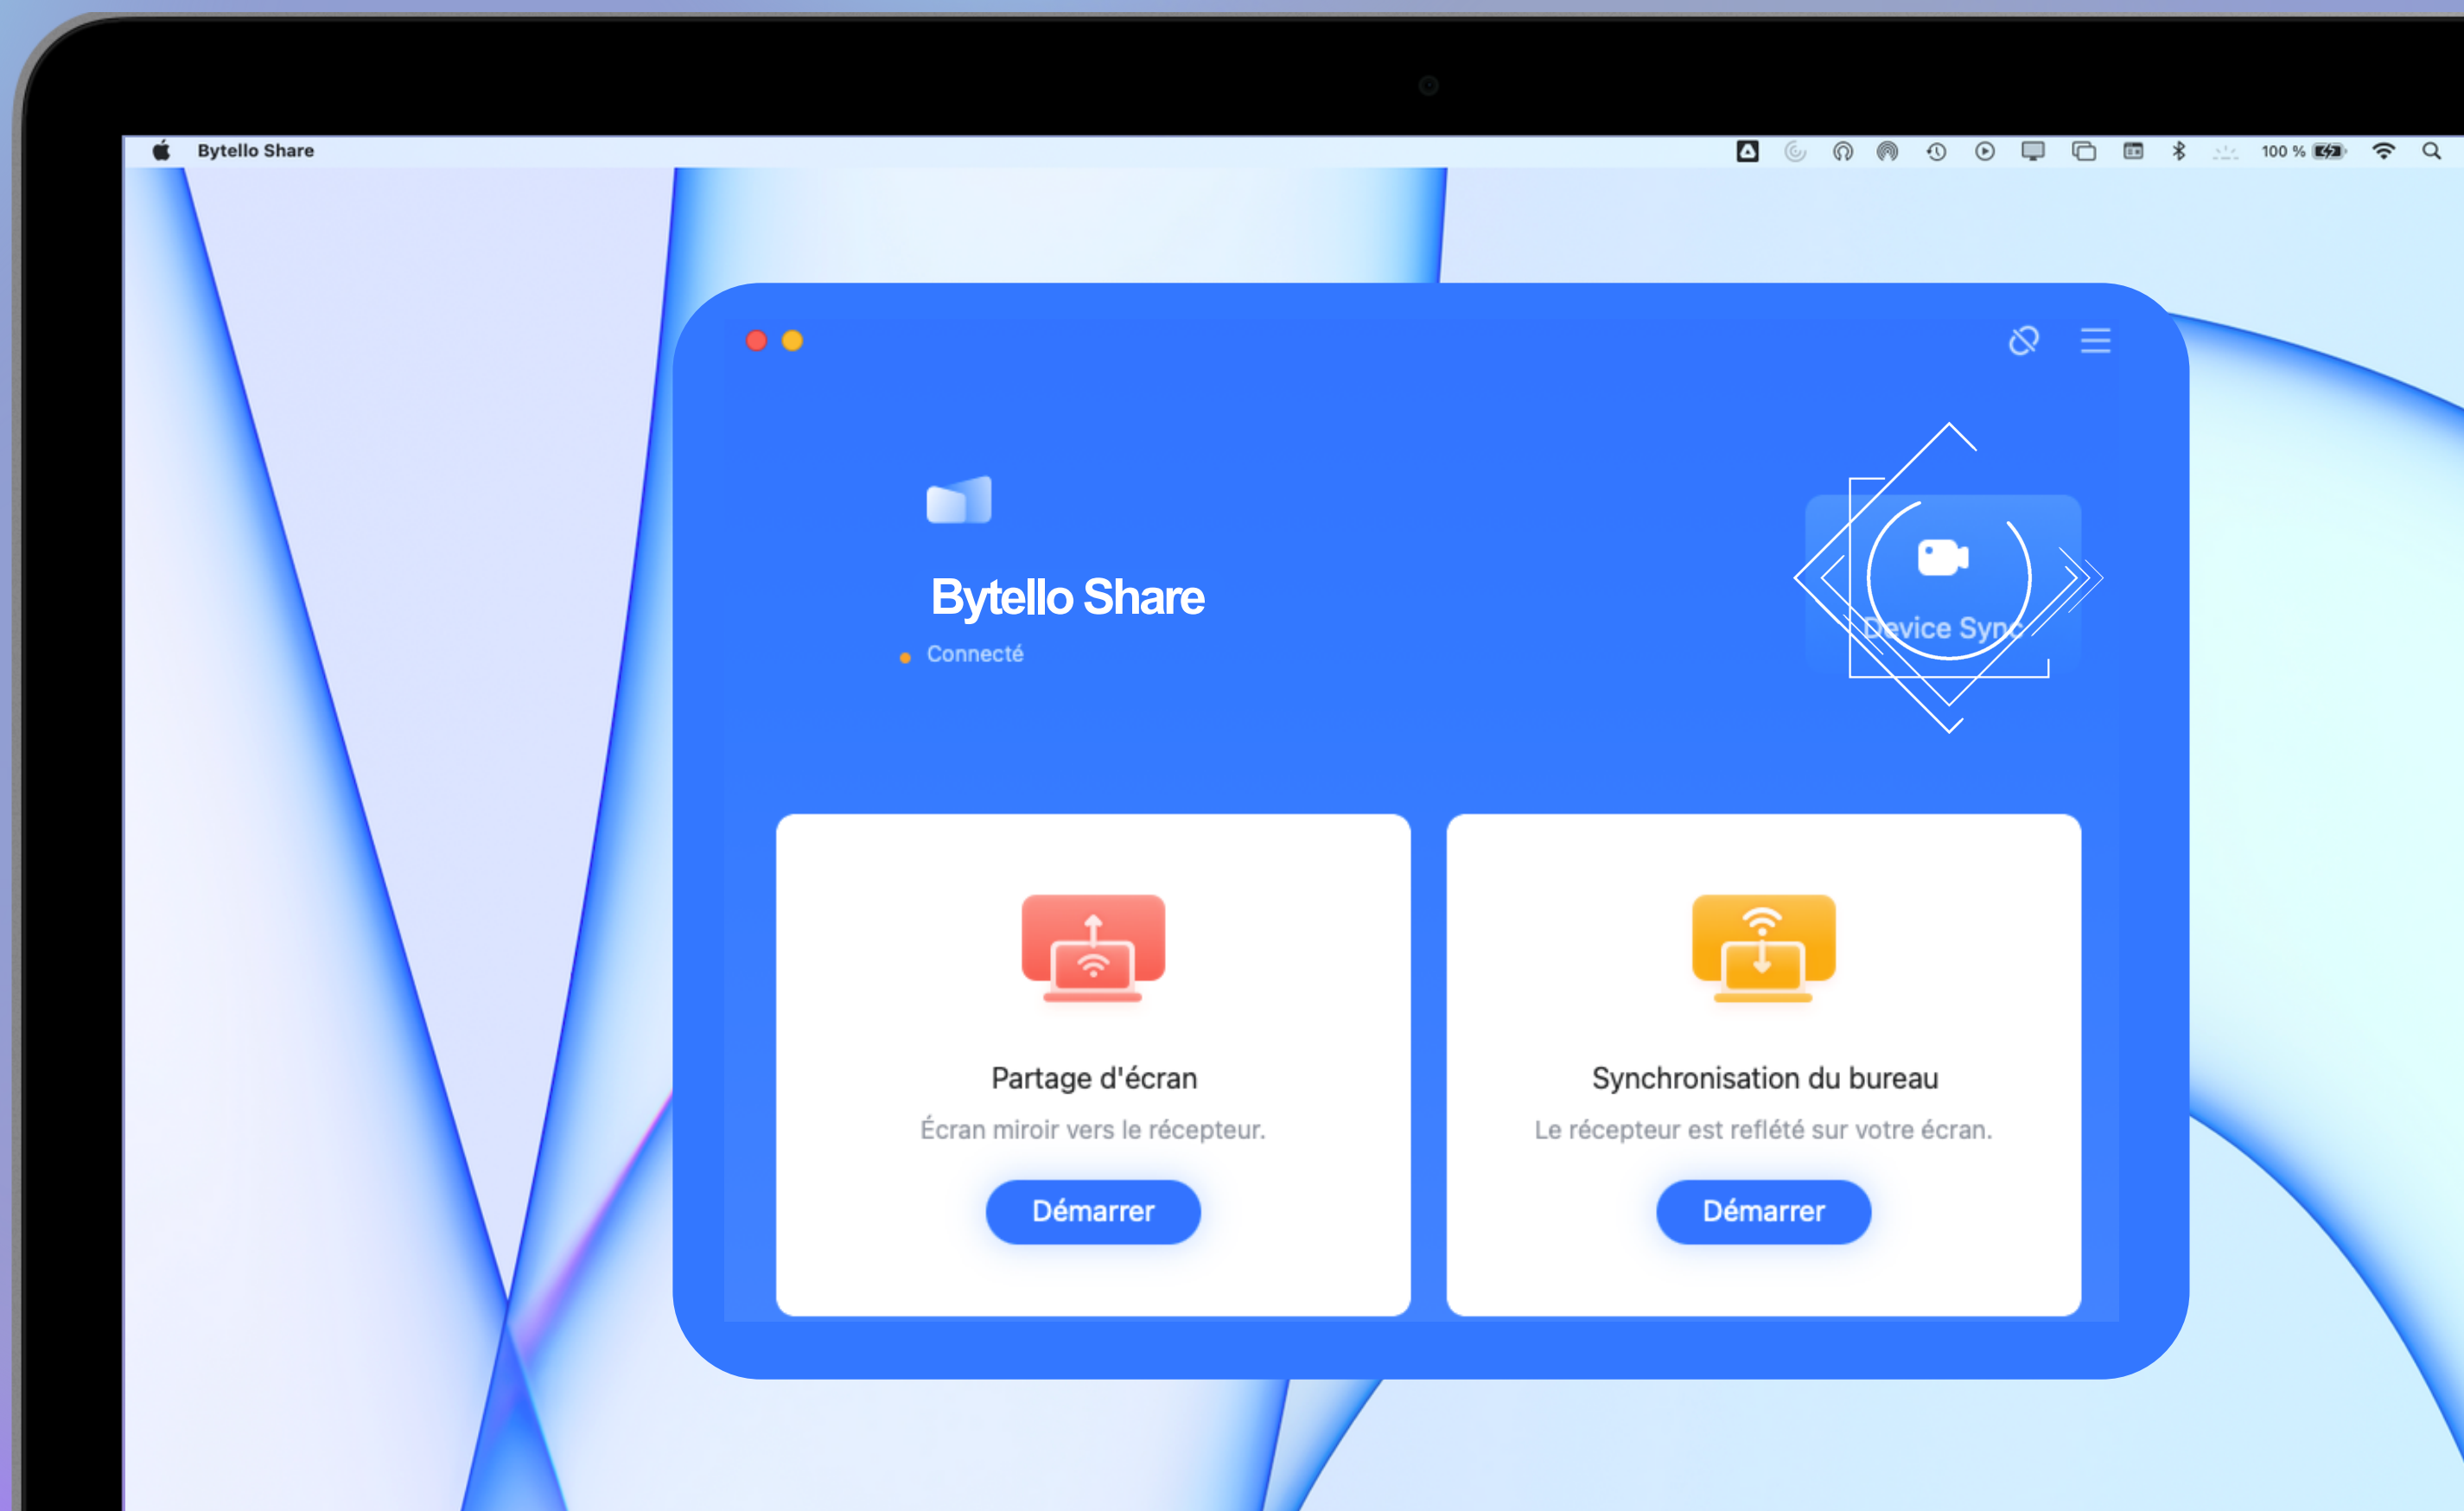 Bytello Share
100 %
Bytello Share
Connecté
Device Sync
Partage d'écran
Écran miroir vers le récepteur.
Démarrer
Synchronisation du bureau
Le récepteur est reflété sur votre écran.
Démarrer